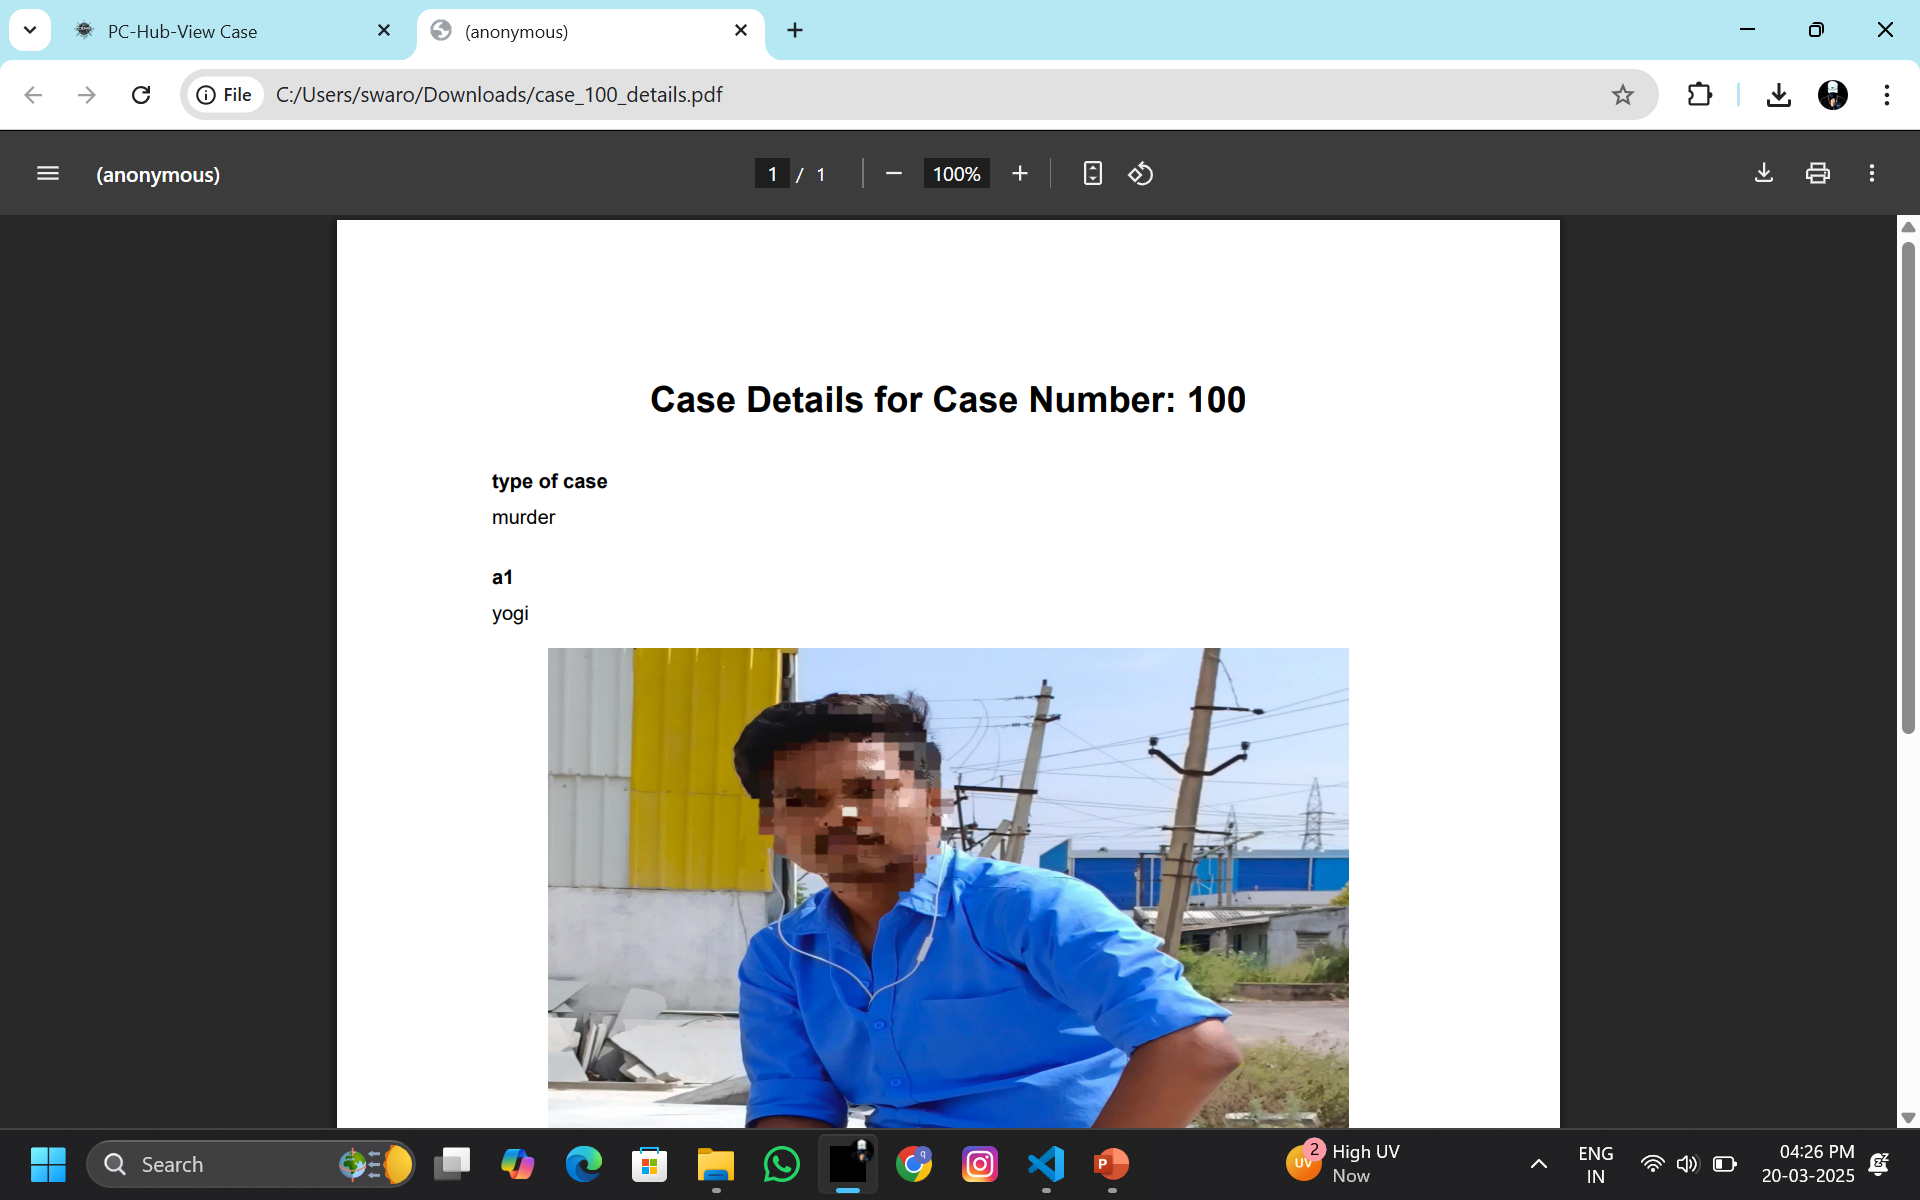 PC-Hub-View Case
(anonymous)
File
C:/Users/swaro/Downloads/case_100_details.pdf
(anonymous)
1 / 1
100%
Case Details for Case Number: 100
type of case
murder
a1
yogi
Search
UV
2
High UV
Now
ENG
IN
04:26 PM
20-03-2025